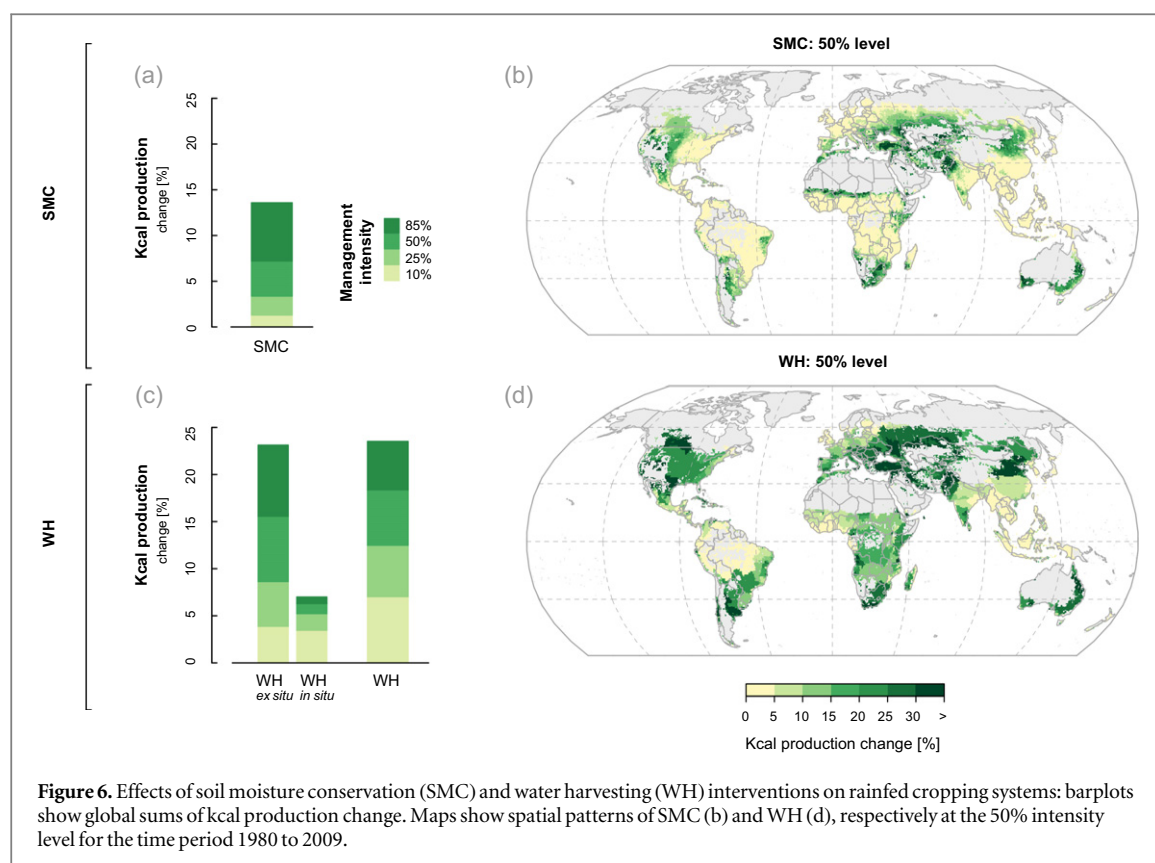 SMC
(a)
Kcal production
change [%]
25
20
15
10
5
0
SMC
Management
intensity
85%
50%
25%
10%
(b)
SMC: 50% level
WH
(c)
Kcal production
change [%]
25
20
15
10
5
0
WH
ex situ
WH
in situ
WH
(d)
WH: 50% level
0 5 10 15 20 25 30 >
Kcal production change [%]
Figure 6. Effects of soil moisture conservation (SMC) and water harvesting (WH) interventions on rainfed cropping systems: barplots
show global sums of kcal production change. Maps show spatial patterns of SMC (b) and WH (d), respectively at the 50% intensity
level for the time period 1980 to 2009.